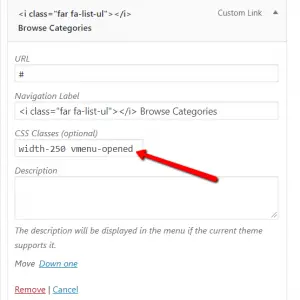 <i class="far fa-list-ul"></i>
Custom Link
Browse Categories
URL
#
Navigation Label
<i class="far fa-list-ul"></i> Browse Categories
CSS Classes (optional)
width-250 vmenu-opened
Description
The description will be displayed in the menu if the current theme
supports it.
Move Down one
Remove | Cancel